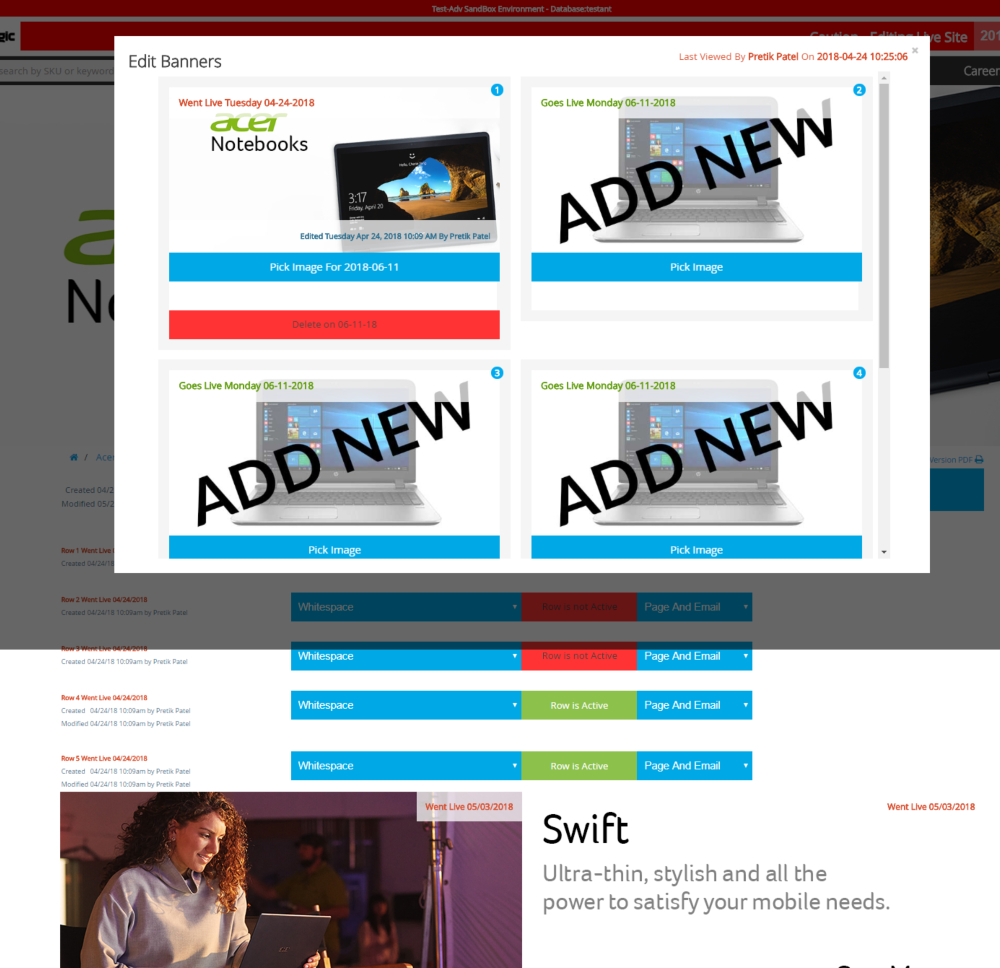 Test-Adv SandBox Environment - Database:testant
gic
Caution - Editing Live Site
201
search by SKU or keyword
Career
Edit Banners
Last Viewed By Pretik Patel On 2018-04-24 10:25:06
×
1
Went Live Tuesday 04-24-2018
acer
Notebooks
3:17
Friday, April 20
Edited Tuesday Apr 24, 2018 10:09 AM By Pretik Patel
Pick Image For 2018-06-11
Delete on 06-11-18
2
Goes Live Monday 06-11-2018
ADD NEW
Pick Image
3
Goes Live Monday 06-11-2018
ADD NEW
Pick Image
4
Goes Live Monday 06-11-2018
ADD NEW
Pick Image
/ Ace
Version PDF
Created 04/2
Modified 05/2
Row 1 Went Live
Created 04/24/18
Row 2 Went Live 04/24/2018
Created 04/24/18 10:09am by Pretik Patel
Whitespace
Row is not Active
Page And Email
Row 3 Went Live 04/24/2018
Created 04/24/18 10:09am by Pretik Patel
Whitespace
Row is not Active
Page And Email
Row 4 Went Live 04/24/2018
Created 04/24/18 10:09am by Pretik Patel
Modified 04/24/18 10:09am by Pretik Patel
Whitespace
Row is Active
Page And Email
Row 5 Went Live 04/24/2018
Created 04/24/18 10:09am by Pretik Patel
Modified 04/24/18 10:09am by Pretik Patel
Whitespace
Row is Active
Page And Email
Went Live 05/03/2018
acer
Went Live 05/03/2018
Swift
Ultra-thin, stylish and all the
power to satisfy your mobile needs.